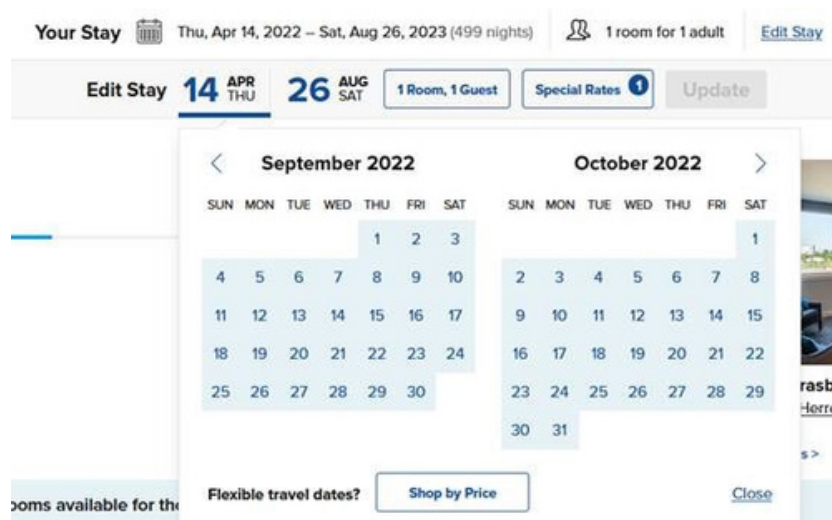 Your Stay Thu, Apr 14, 2022 – Sat, Aug 26, 2023 (499 nights) 1 room for 1 adult Edit Stay
Edit Stay 14 APR THU 26 AUG SAT 1 Room, 1 Guest Special Rates 1 Update
September 2022
SUN MON TUE WED THU FRI SAT
1 2 3
4 5 6 7 8 9 10
11 12 13 14 15 16 17
18 19 20 21 22 23 24
25 26 27 28 29 30
October 2022
SUN MON TUE WED THU FRI SAT
1
2 3 4 5 6 7 8
9 10 11 12 13 14 15
16 17 18 19 20 21 22
23 24 25 26 27 28 29
30 31
rasb
Herr
s >
Flexible travel dates? Shop by Price Close
ooms available for the